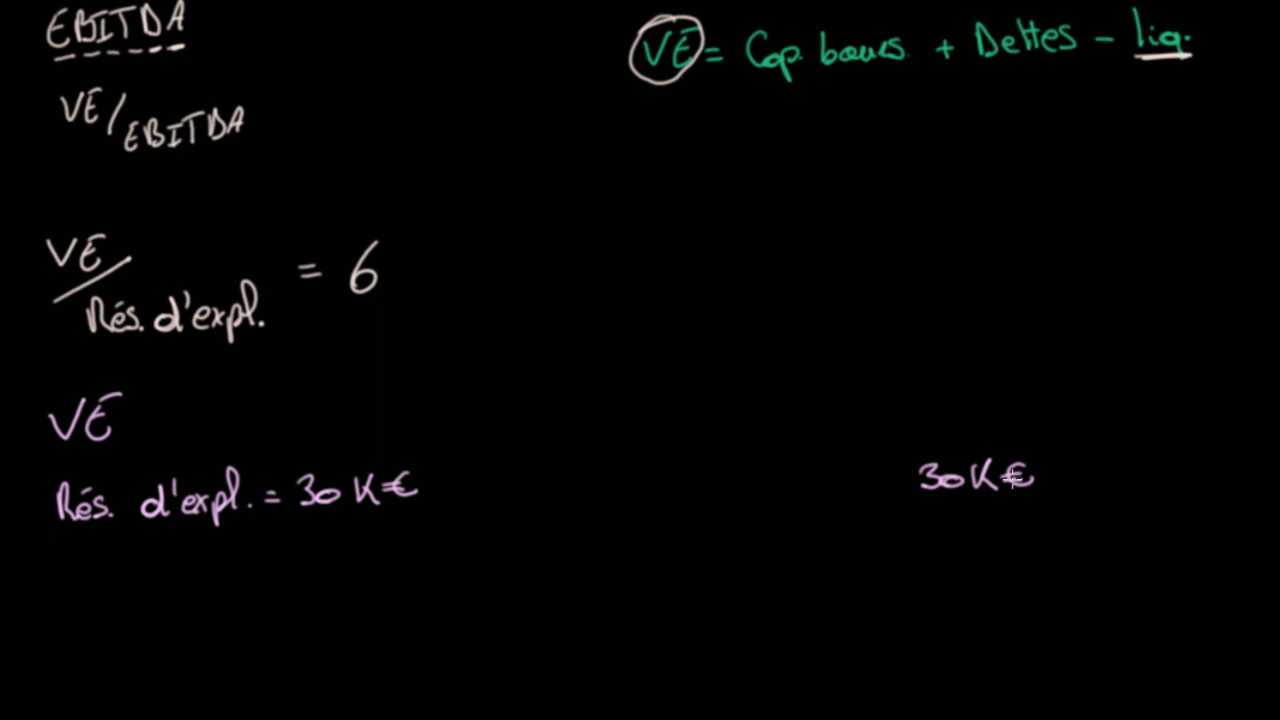 EBITDA
VE = Cap. bours. + Dettes - liq.
VE/EBITDA
VE/Rés. d'expl. = 6
VE
Rés. d'expl. = 30 K€
30 K€